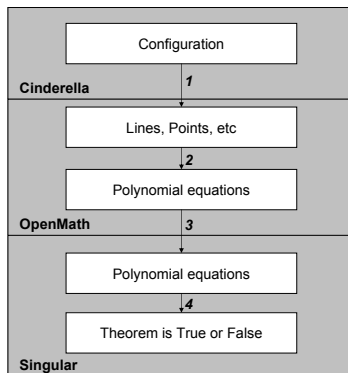 Configuration
1
Cinderella
Lines, Points, etc
2
Polynomial equations
OpenMath
3
Polynomial equations
4
Theorem is True or False
Singular